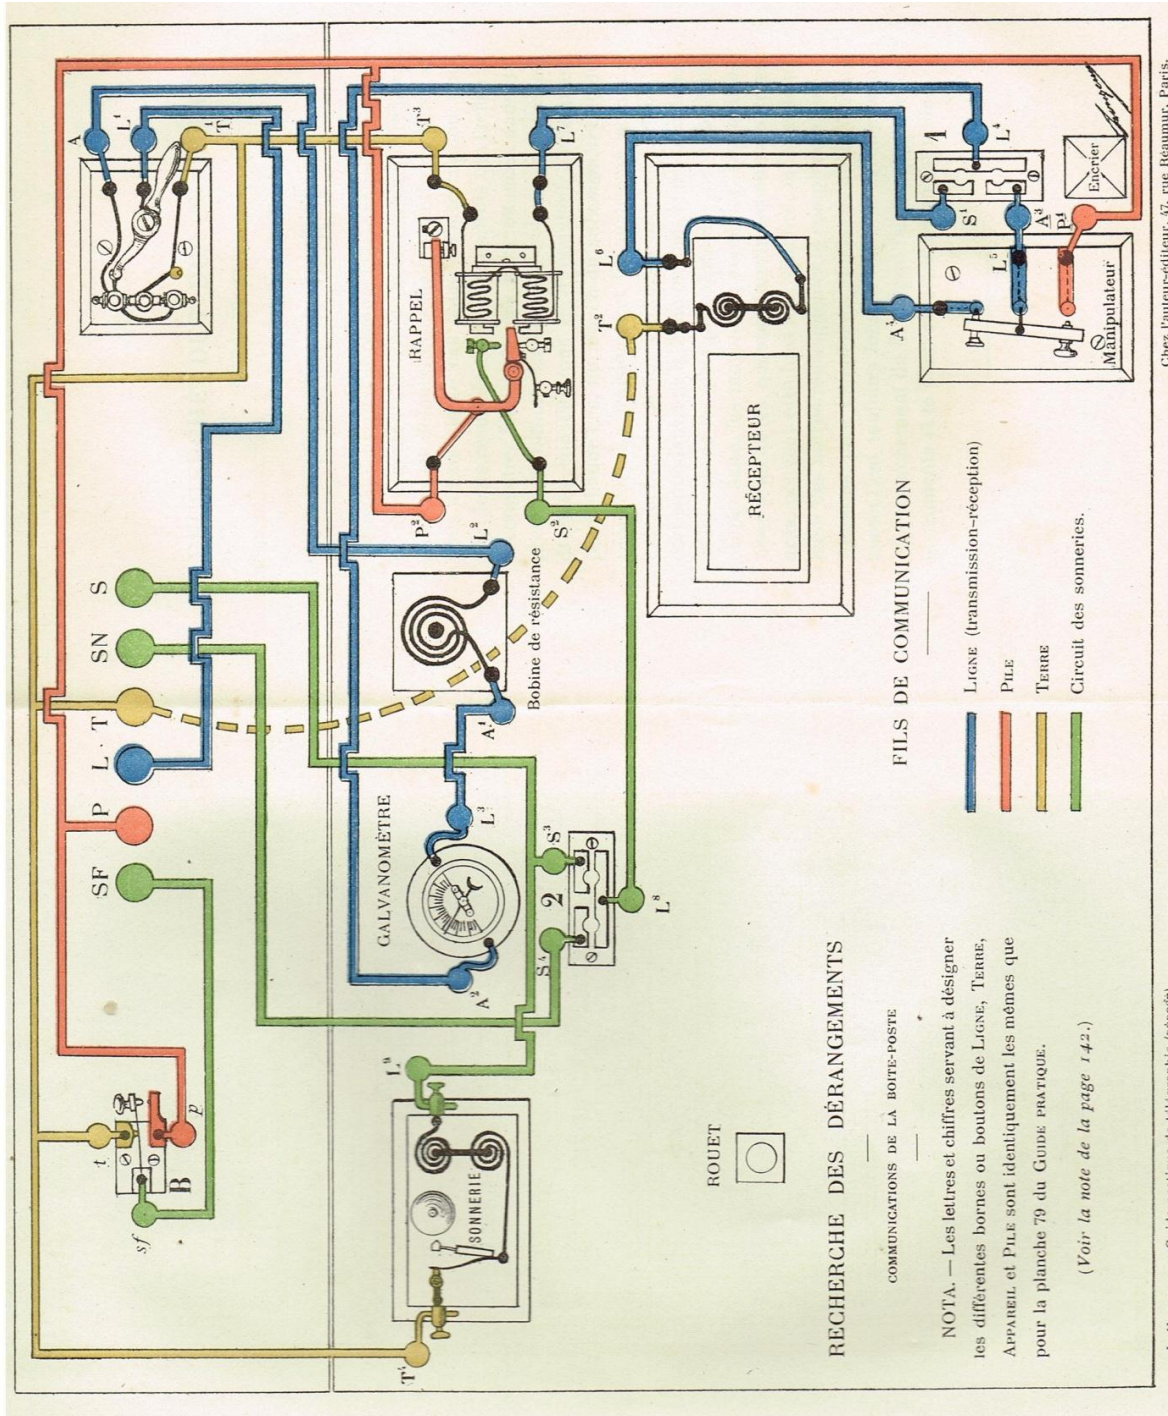 A
L¹
T¹
S
SN
T
L
P
SF
t
p
B
sf
T³
L⁷
RAPPEL
P²
S²
L²
Bobine de résistance
A¹
GALVANOMÈTRE
L³
A²
S³
2
S⁴
L⁸
L⁹
SONNERIE
T⁴
L⁶
T²
RÉCEPTEUR
1
L⁴
S¹
A³
P¹
L⁵
A⁴
Manipulateur
Encrier
FILS DE COMMUNICATION
LIGNE (transmission-réception)
PILE
TERRE
Circuit des sonneries.
ROUET
RECHERCHE DES DÉRANGEMENTS
COMMUNICATIONS DE LA BOITE-POSTE
NOTA. — Les lettres et chiffres servant à désigner
les différentes bornes ou boutons de LIGNE, TERRE,
APPAREIL et PILE sont identiquement les mêmes que
pour la planche 79 du GUIDE PRATIQUE.
(Voir la note de la page 142.)
Chez l'auteur-éditeur, 47, rue Réaumur, Paris.